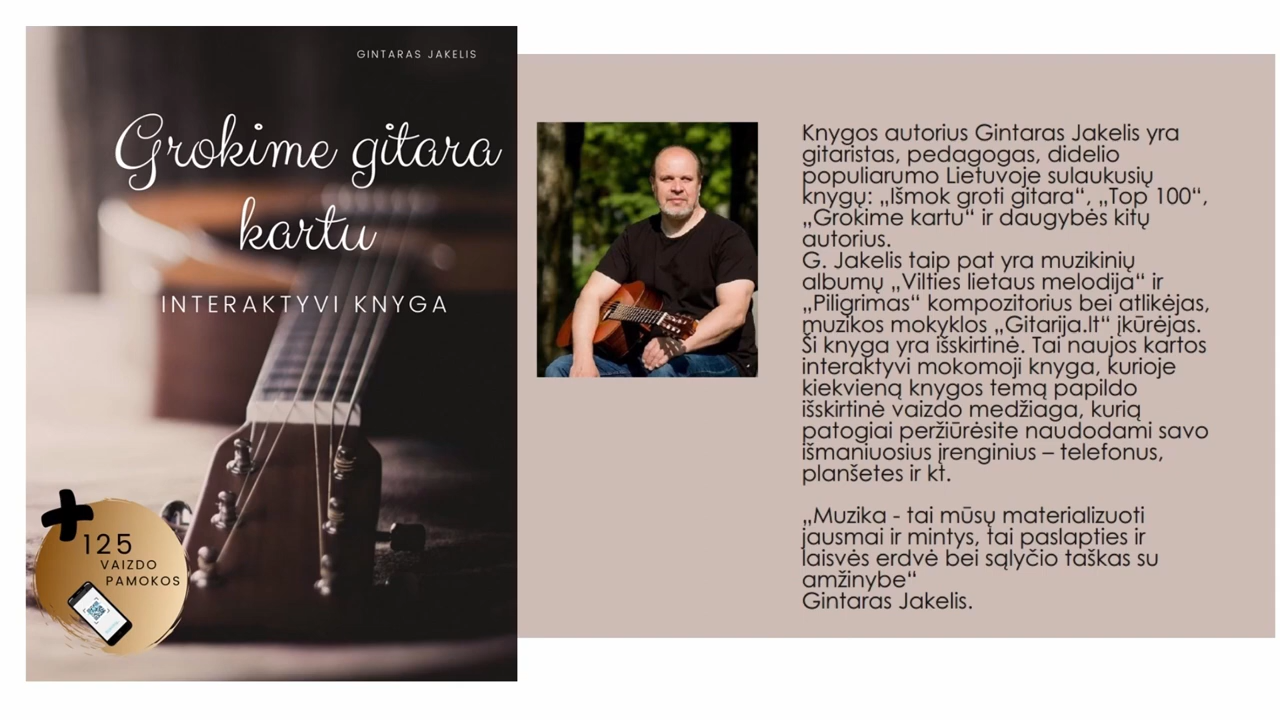 GINTARAS JAKELIS
Grokime gitara
kartu
INTERAKTYVI KNYGA
125
VAIZDO
PAMOKOS
Knygos autorius Gintaras Jakelis yra
gitaristas, pedagogas, didelio
populiarumo Lietuvoje sulaukusių
knygų: „Išmok groti gitara“, „Top 100“,
„Grokime kartu“ ir daugybės kitų
autorius.
G. Jakelis taip pat yra muzikinių
albumų „Vilties lietaus melodija“ ir
„Piligrimas“ kompozitorius bei atlikėjas,
muzikos mokyklos „Gitarija.lt“ įkūrėjas.
Ši knyga yra išskirtinė. Tai naujos kartos
interaktyvi mokomoji knyga, kurioje
kiekvieną knygos temą papildo
išskirtinė vaizdo medžiaga, kurią
patogiai peržiūrėsite naudodami savo
išmaniuosius įrenginius – telefonus,
planšetes ir kt.
„Muzika - tai mūsų materializuoti
jausmai ir mintys, tai paslapties ir
laisvės erdvė bei sąlyčio taškas su
amžinybe“
Gintaras Jakelis.